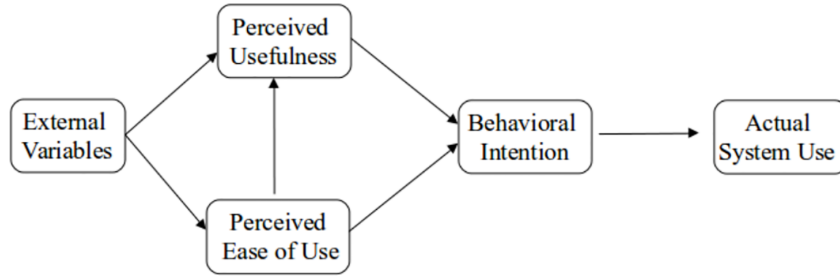 Perceived
Usefulness
External
Variables
Behavioral
Intention
Actual
System Use
Perceived
Ease of Use